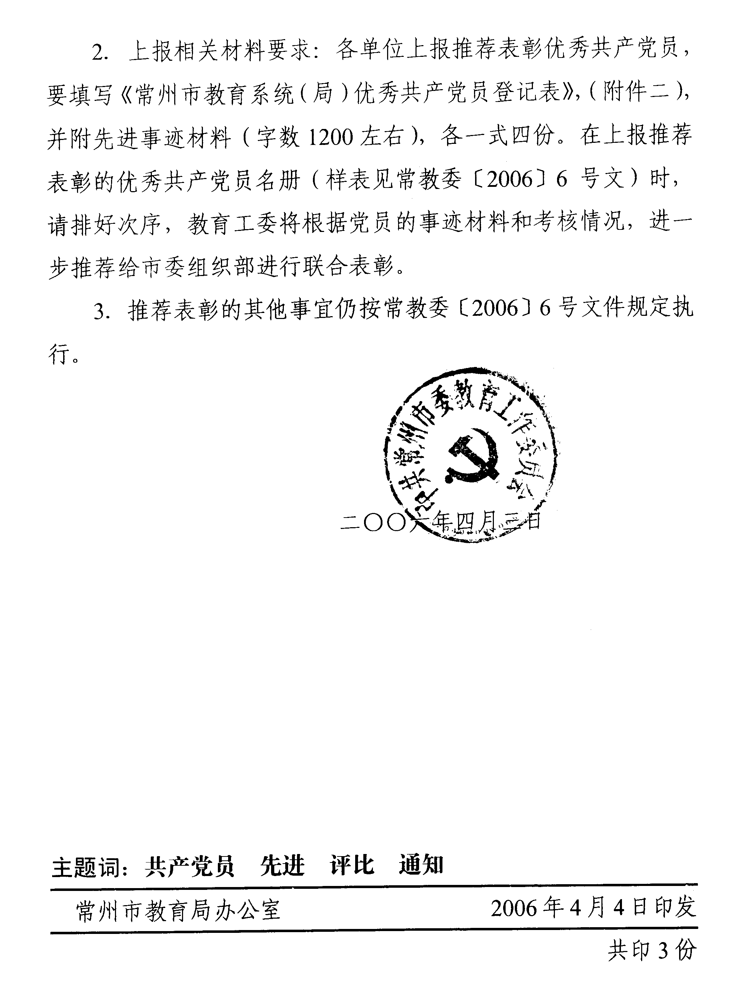 2. 上报相关材料要求：各单位上报推荐表彰优秀共产党员，
要填写《常州市教育系统（局）优秀共产党员登记表》，（附件二），
并附先进事迹材料（字数 1200 左右），各一式四份。在上报推荐
表彰的优秀共产党员名册（样表见常教委〔2006〕6 号文）时，
请排好次序，教育工委将根据党员的事迹材料和考核情况，进一
步推荐给市委组织部进行联合表彰。
3. 推荐表彰的其他事宜仍按常教委〔2006〕6 号文件规定执
行。
中共常州市委教育工作委员会
二〇〇六年四月三日
主题词：共产党员 先进 评比 通知
常州市教育局办公室 2006 年 4 月 4 日印发
共印 3 份